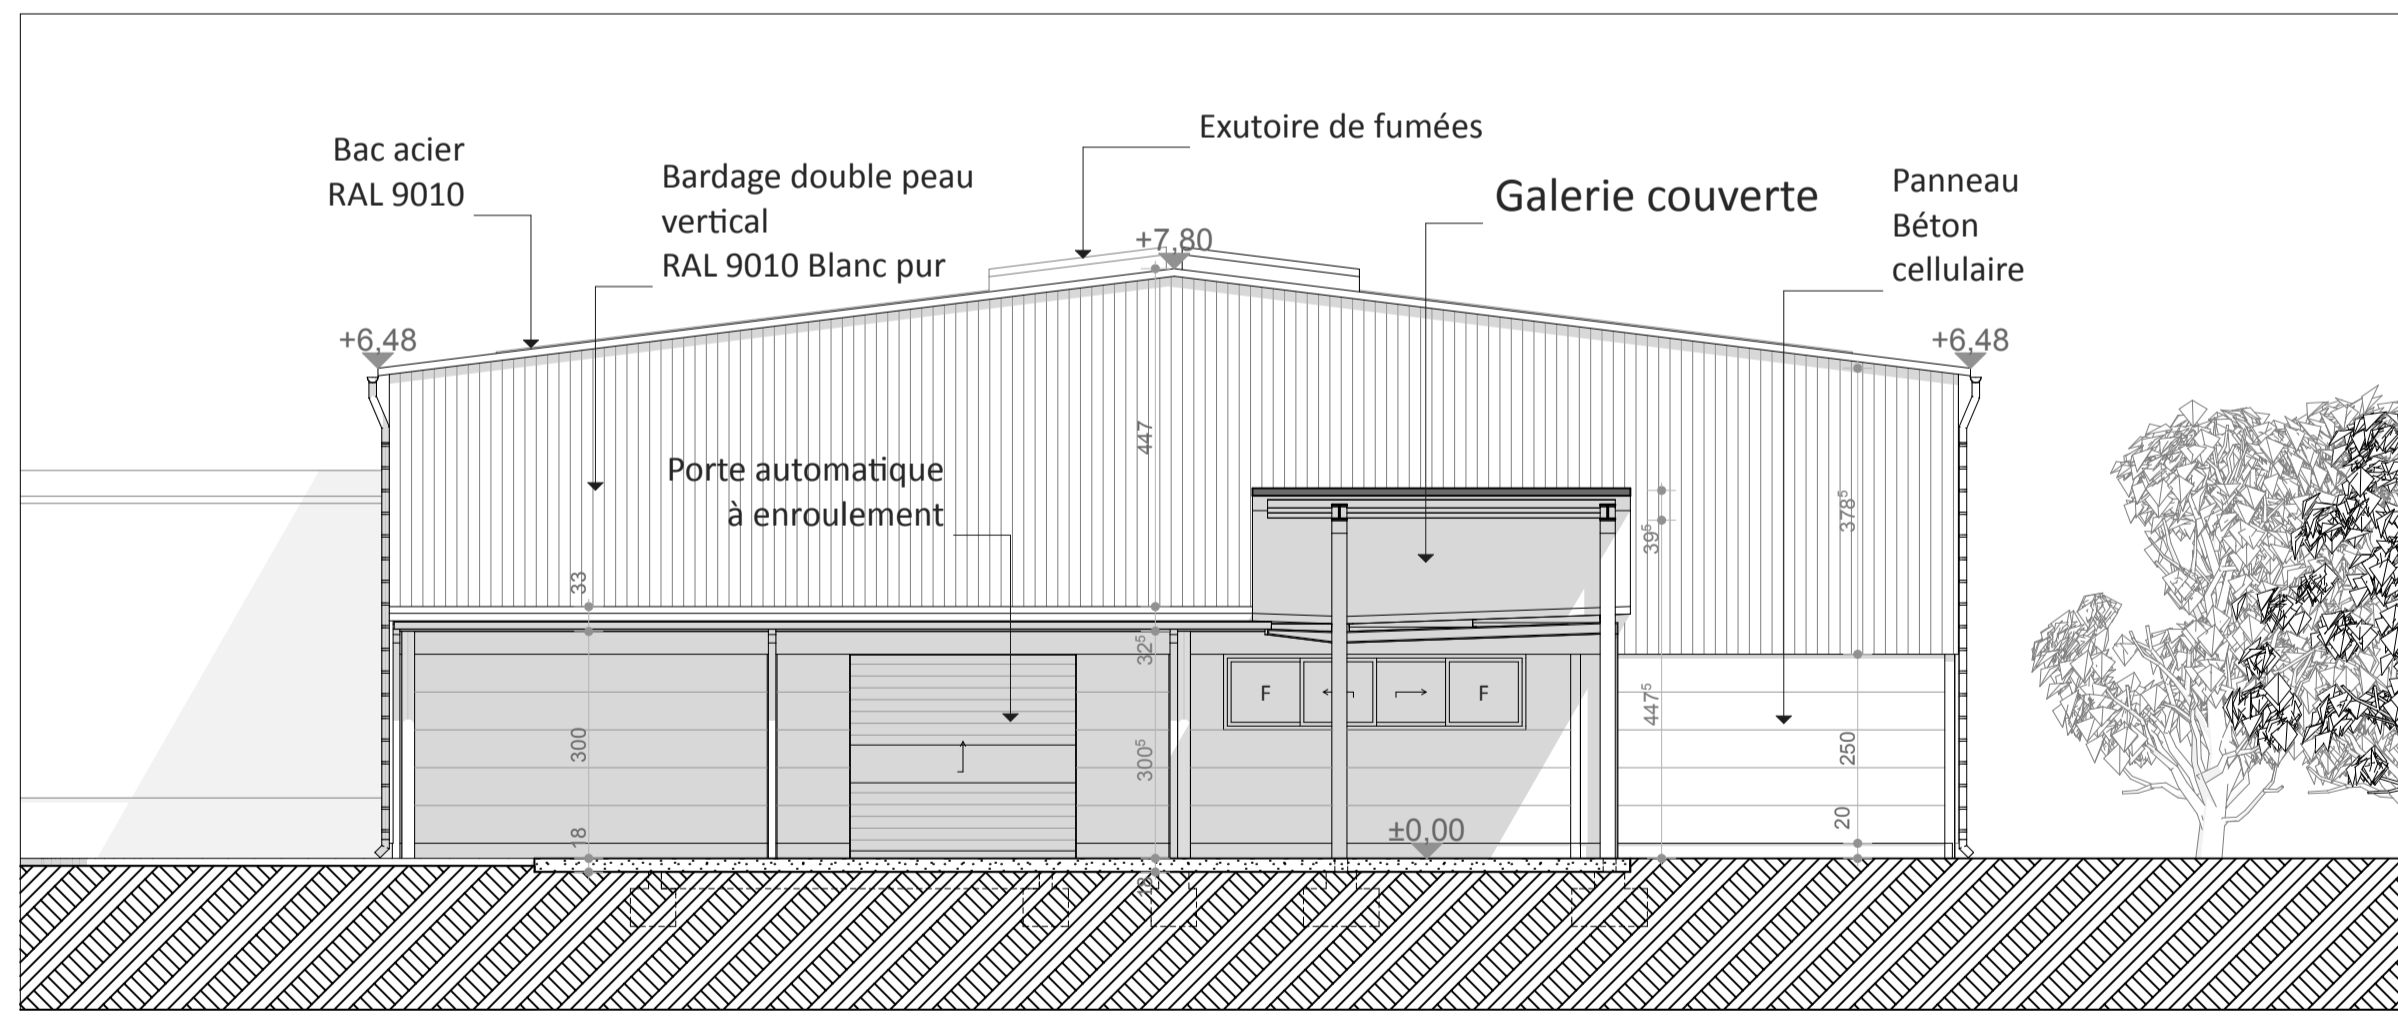 Exutoire de fumées
Bac acier
RAL 9010
Bardage double peau
vertical
RAL 9010 Blanc pur
Galerie couverte
Panneau
Béton
cellulaire
+7,80
+6,48
+6,48
447
Porte automatique
à enroulement
378⁵
39⁵
33
32⁵
F
F
447⁵
300
300⁵
250
18
±0,00
20